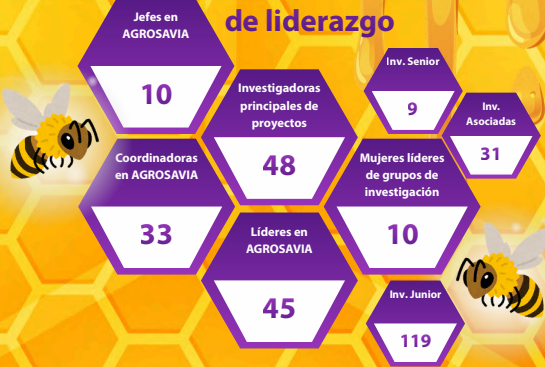 de liderazgo
Jefes en
AGROSAVIA
10
Investigadoras
principales de
proyectos
48
Inv. Senior
9
Inv.
Asociadas
31
Coordinadoras
en AGROSAVIA
33
Mujeres líderes
de grupos de
investigación
10
Líderes en
AGROSAVIA
45
Inv. Junior
119